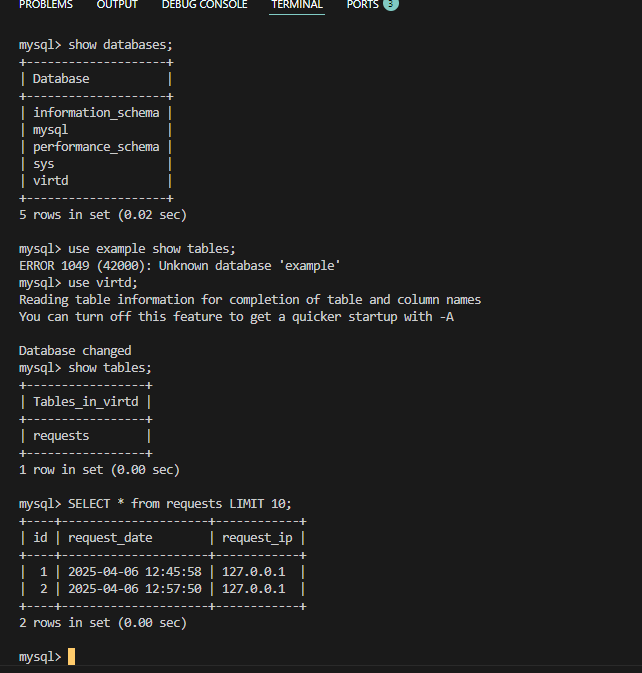 PROBLEMS OUTPUT DEBUG CONSOLE TERMINAL PORTS 3
mysql> show databases;
+--------------------+
| Database           |
+--------------------+
| information_schema |
| mysql              |
| performance_schema |
| sys                |
| virtd              |
+--------------------+
5 rows in set (0.02 sec)
mysql> use example show tables;
ERROR 1049 (42000): Unknown database 'example'
mysql> use virtd;
Reading table information for completion of table and column names
You can turn off this feature to get a quicker startup with -A
Database changed
mysql> show tables;
+-----------------+
| Tables_in_virtd |
+-----------------+
| requests        |
+-----------------+
1 row in set (0.00 sec)
mysql> SELECT * from requests LIMIT 10;
+----+---------------------+------------+
| id | request_date        | request_ip |
+----+---------------------+------------+
|  1 | 2025-04-06 12:45:58 | 127.0.0.1  |
|  2 | 2025-04-06 12:57:50 | 127.0.0.1  |
+----+---------------------+------------+
2 rows in set (0.00 sec)
mysql>